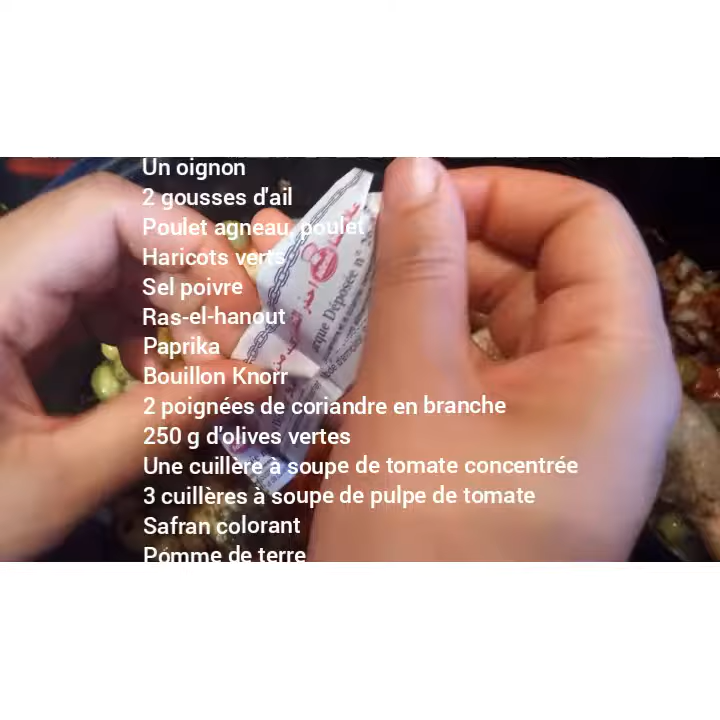 Un oignon
2 gousses d'ail
Poulet agneau, poulet
Haricots verts
Sel poivre
Ras-el-hanout
Paprika
Bouillon Knorr
2 poignées de coriandre en branche
250 g d'olives vertes
Une cuillère à soupe de tomate concentrée
3 cuillères à soupe de pulpe de tomate
Safran colorant
Pomme de terre
Déposée n°